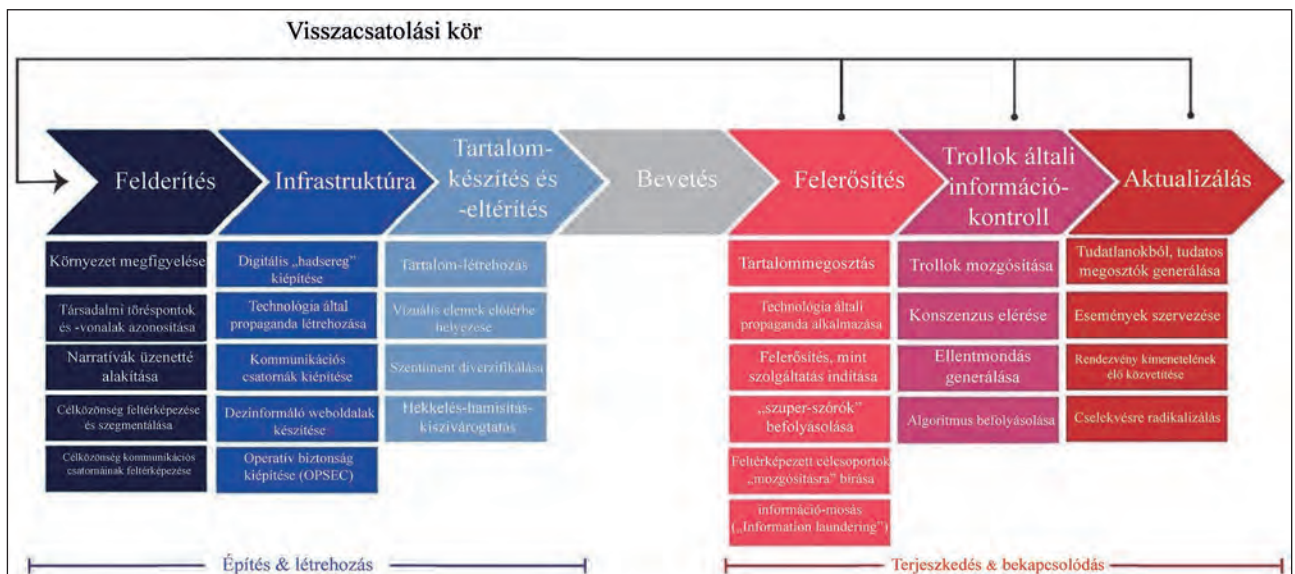 Visszacsatolási kör
Felderítés
Infrastruktúra
Tartalom-
készítés és
-eltérítés
Bevetés
Felerősítés
Trollok általi
információ-
kontroll
Aktualizálás
Környezet megfigyelése
Társadalmi töréspontok
és -vonalak azonosítása
Narratívák üzenetté
alakítása
Célközönség feltérképezése
és szegmentálása
Célközönség kommunikációs
csatornáinak feltérképezése
Digitális „hadsereg”
kiépítése
Technológia által
propaganda létrehozása
Kommunikációs
csatornák kiépítése
Dezinformáló weboldalak
készítése
Operatív biztonság
kiépítése (OPSEC)
Tartalom-létrehozás
Vizuális elemek előtérbe
helyezése
Szentiment diverzifikálása
Hekkelés-hamisítás-
kiszivárogtatás
Tartalommegosztás
Technológia általi
propaganda alkalmazása
Felerősítés, mint
szolgáltatás indítása
„szuper-szórók”
befolyásolása
Feltérképezett célcsoportok
„mozgósításra” bírása
információ-mosás
(„Information laundering”)
Trollok mozgósítása
Konszenzus elérése
Ellentmondás
generálása
Algoritmus befolyásolása
Tudatlanokból, tudatos
megosztók generálása
Események szervezése
Rendezvény kimenetelének
élő közvetítése
Cselekvésre radikalizálás
Építés & létrehozás
Terjeszkedés & bekapcsolódás